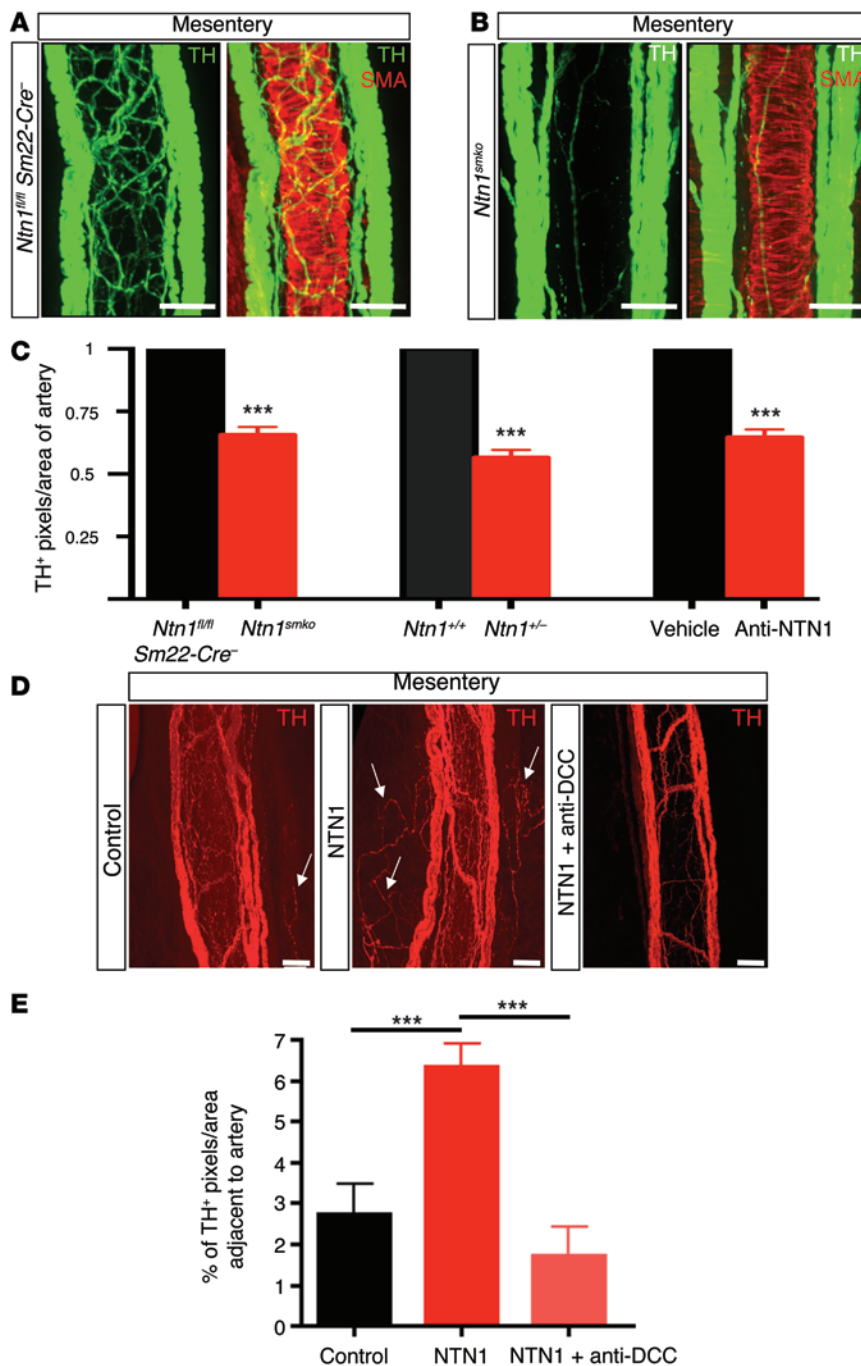 A
Mesentery
Ntn1fl/fl Sm22-Cre–
TH
TH
SMA
B
Mesentery
Ntn1smko
TH
TH
SMA
C
TH+ pixels/area of artery
1
0.75
0.5
0.25
***
***
***
Ntn1fl/fl
Sm22-Cre–
Ntn1smko
Ntn1+/+
Ntn1+/–
Vehicle
Anti-NTN1
D
Mesentery
Control
TH
NTN1
TH
NTN1 + anti-DCC
TH
E
% of TH+ pixels/area
adjacent to artery
7
6
5
4
3
2
1
0
***
***
Control
NTN1
NTN1 + anti-DCC